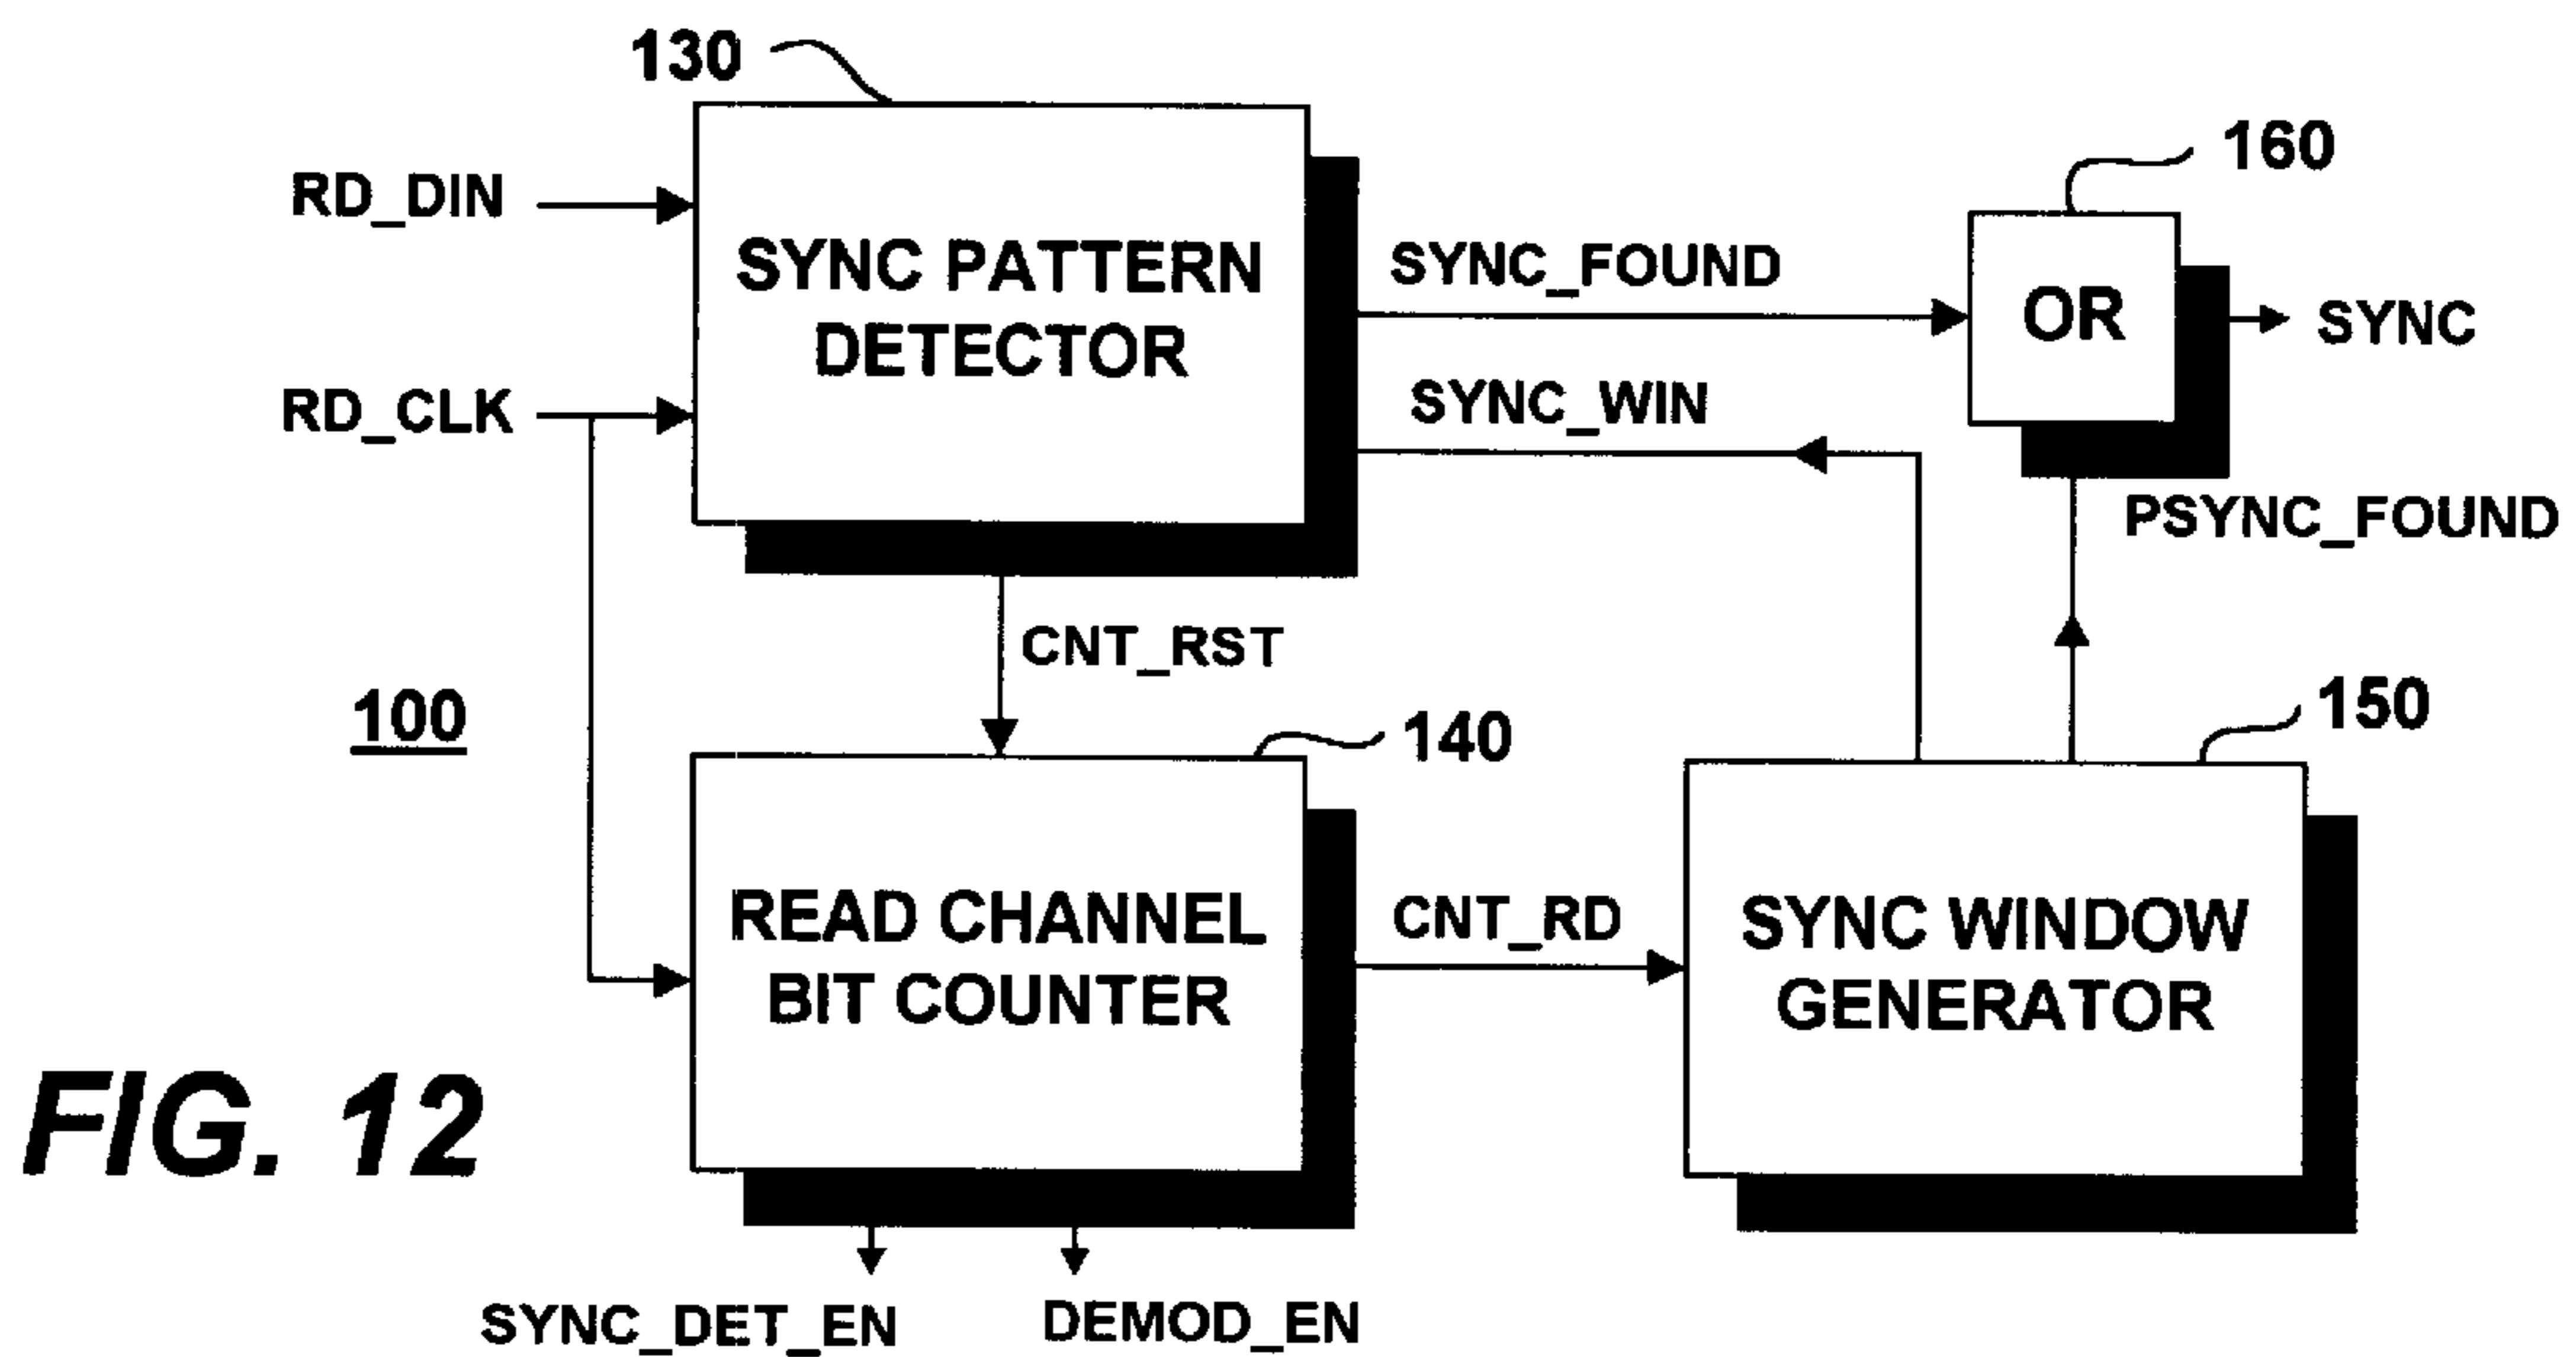 130
160
RD_DIN
SYNC PATTERN
DETECTOR
SYNC_FOUND
OR
SYNC
RD_CLK
SYNC_WIN
PSYNC_FOUND
CNT_RST
100
140
150
READ CHANNEL
BIT COUNTER
CNT_RD
SYNC WINDOW
GENERATOR
FIG. 12
SYNC_DET_EN
DEMOD_EN